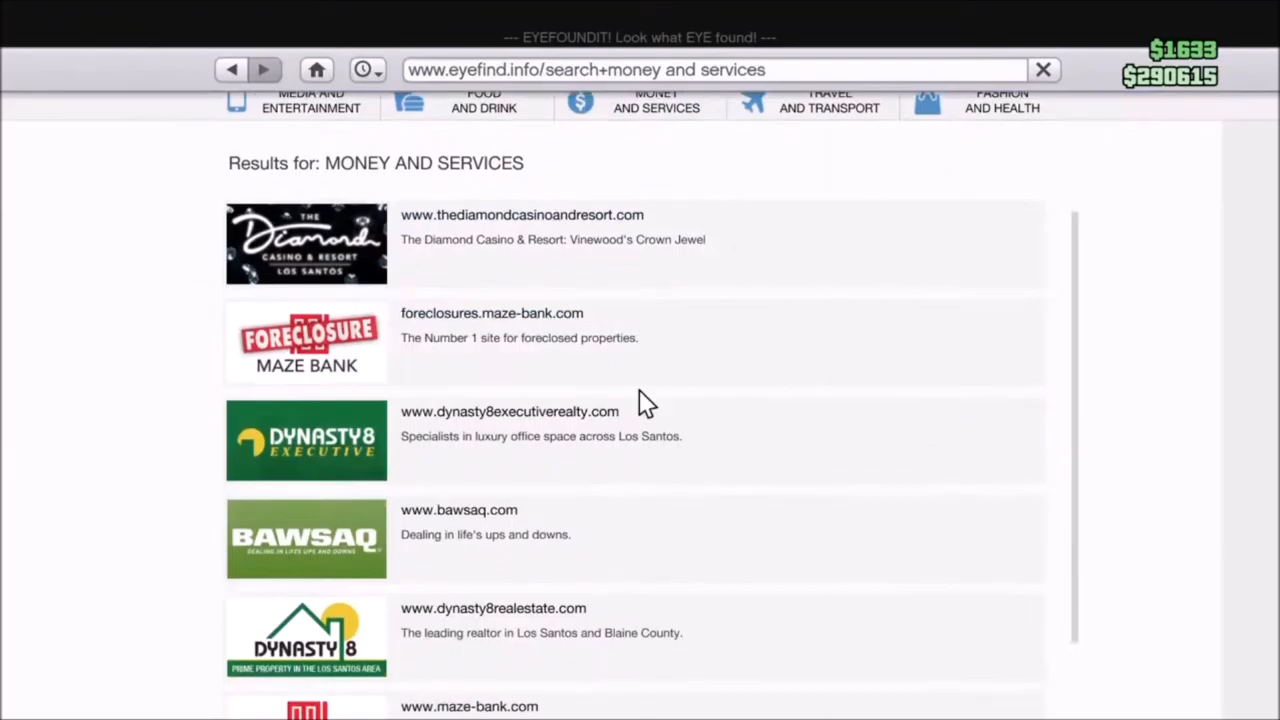 --- EYEFOUNDIT! Look what EYE found! ---
$1633
www.eyefind.info/search+money and services
$290615
MEDIA AND
ENTERTAINMENT
FOOD
AND DRINK
MONEY
AND SERVICES
TRAVEL
AND TRANSPORT
FASHION
AND HEALTH
Results for: MONEY AND SERVICES
THE
Diamond
CASINO & RESORT
LOS SANTOS
www.thediamondcasinoandresort.com
The Diamond Casino & Resort: Vinewood's Crown Jewel
FORECLOSURE
MAZE BANK
foreclosures.maze-bank.com
The Number 1 site for foreclosed properties.
DYNASTY8
EXECUTIVE
www.dynasty8executiverealty.com
Specialists in luxury office space across Los Santos.
BAWSAQ
DEALING IN LIFE'S UPS AND DOWNS
www.bawsaq.com
Dealing in life's ups and downs.
DYNASTY 8
PRIME PROPERTY IN THE LOS SANTOS AREA
www.dynasty8realestate.com
The leading realtor in Los Santos and Blaine County.
www.maze-bank.com